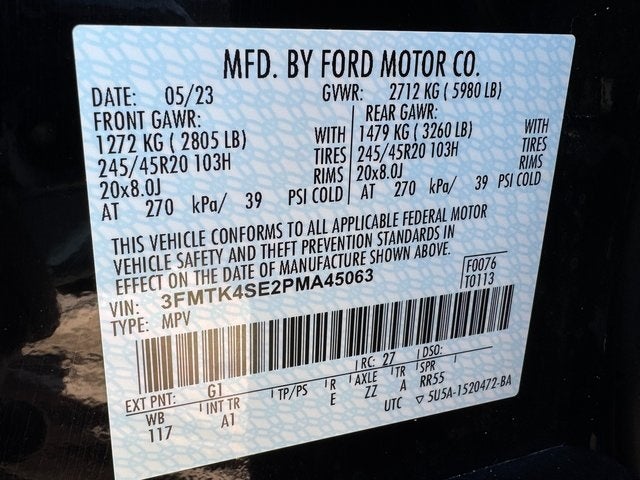 MFD. BY FORD MOTOR CO.
DATE: 05/23 GVWR: 2712 KG ( 5980 LB)
FRONT GAWR: REAR GAWR:
1272 KG ( 2805 LB) WITH 1479 KG ( 3260 LB) WITH
245/45R20 103H TIRES 245/45R20 103H TIRES
20x8.0J RIMS 20x8.0J RIMS
AT 270 kPa/ 39 PSI COLD AT 270 kPa/ 39 PSI COLD
THIS VEHICLE CONFORMS TO ALL APPLICABLE FEDERAL MOTOR
VEHICLE SAFETY AND THEFT PREVENTION STANDARDS IN
EFFECT ON THE DATE OF MANUFACTURE SHOWN ABOVE.
F0076
T0113
VIN: 3FMTK4SE2PMA45063
TYPE: MPV
RC: 27 DSO:
EXT PNT: G1
WB INT TR TP/PS R AXLE TR SPR
117 A1 E ZZ A RR55
UTC ▽ 5U5A-1520472-BA